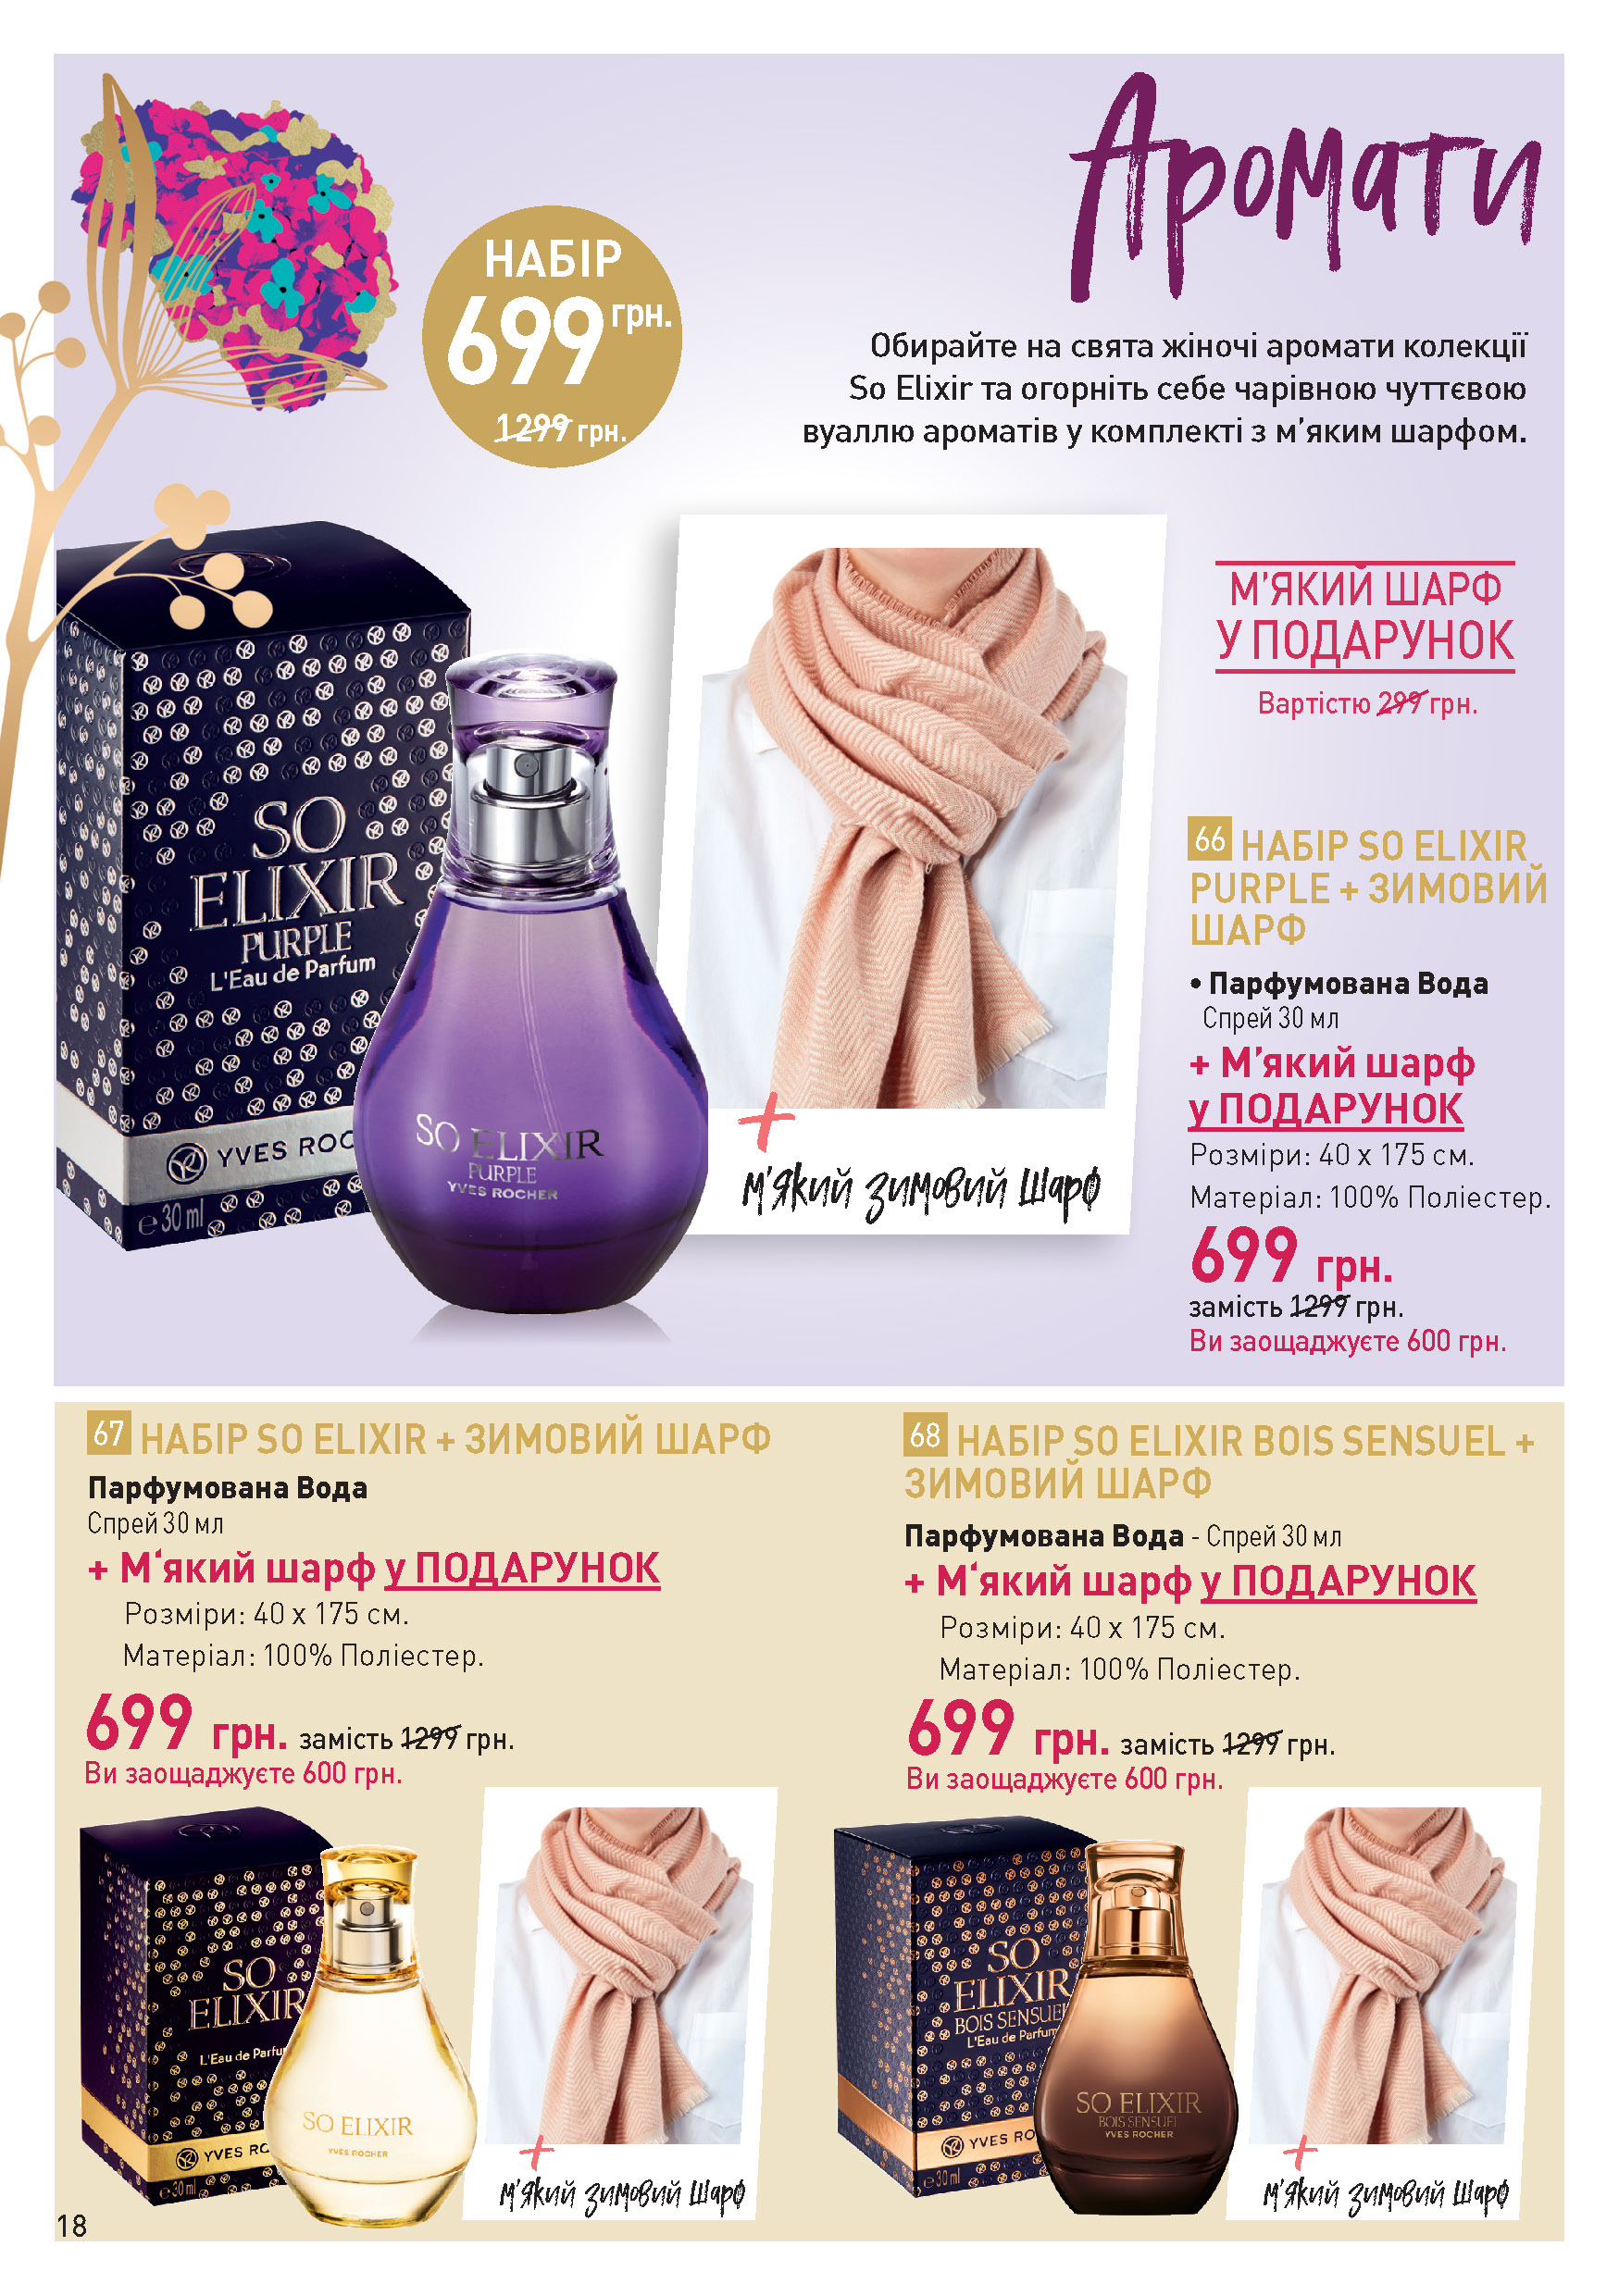 Аромати
НАБІР
699 грн.
1299 грн.
Обирайте на свята жіночі аромати колекції
So Elixir та огорніть себе чарівною чуттєвою
вуаллю ароматів у комплекті з м’яким шарфом.
М’ЯКИЙ ШАРФ
У ПОДАРУНОК
Вартістю 299 грн.
SO
ELIXIR
PURPLE
L'Eau de Parfum
YVES ROC
e 30 ml
SO ELIXIR
PURPLE
YVES ROCHER
+
м’який зимовий шарф
66 НАБІР SO ELIXIR
PURPLE + ЗИМОВИЙ
ШАРФ
• Парфумована Вода
Спрей 30 мл
+ М’який шарф
у ПОДАРУНОК
Розміри: 40 х 175 см.
Матеріал: 100% Поліестер.
699 грн.
замість 1299 грн.
Ви заощаджуєте 600 грн.
67 НАБІР SO ELIXIR + ЗИМОВИЙ ШАРФ
Парфумована Вода
Спрей 30 мл
+ М‘який шарф у ПОДАРУНОК
Розміри: 40 х 175 см.
Матеріал: 100% Поліестер.
699 грн. замість 1299 грн.
Ви заощаджуєте 600 грн.
SO
ELIXIR
L'Eau de Parfu
YVES RO
e 30 ml
SO ELIXIR
YVES ROCHER
+
м’який зимовий шарф
68 НАБІР SO ELIXIR BOIS SENSUEL +
ЗИМОВИЙ ШАРФ
Парфумована Вода - Спрей 30 мл
+ М‘який шарф у ПОДАРУНОК
Розміри: 40 х 175 см.
Матеріал: 100% Поліестер.
699 грн. замість 1299 грн.
Ви заощаджуєте 600 грн.
SO
ELIXIR
BOIS SENSUEL
L'Eau de Parfum
YVES RO
e 30 ml
SO ELIXIR
BOIS SENSUEL
YVES ROCHER
+
м’який зимовий шарф
18